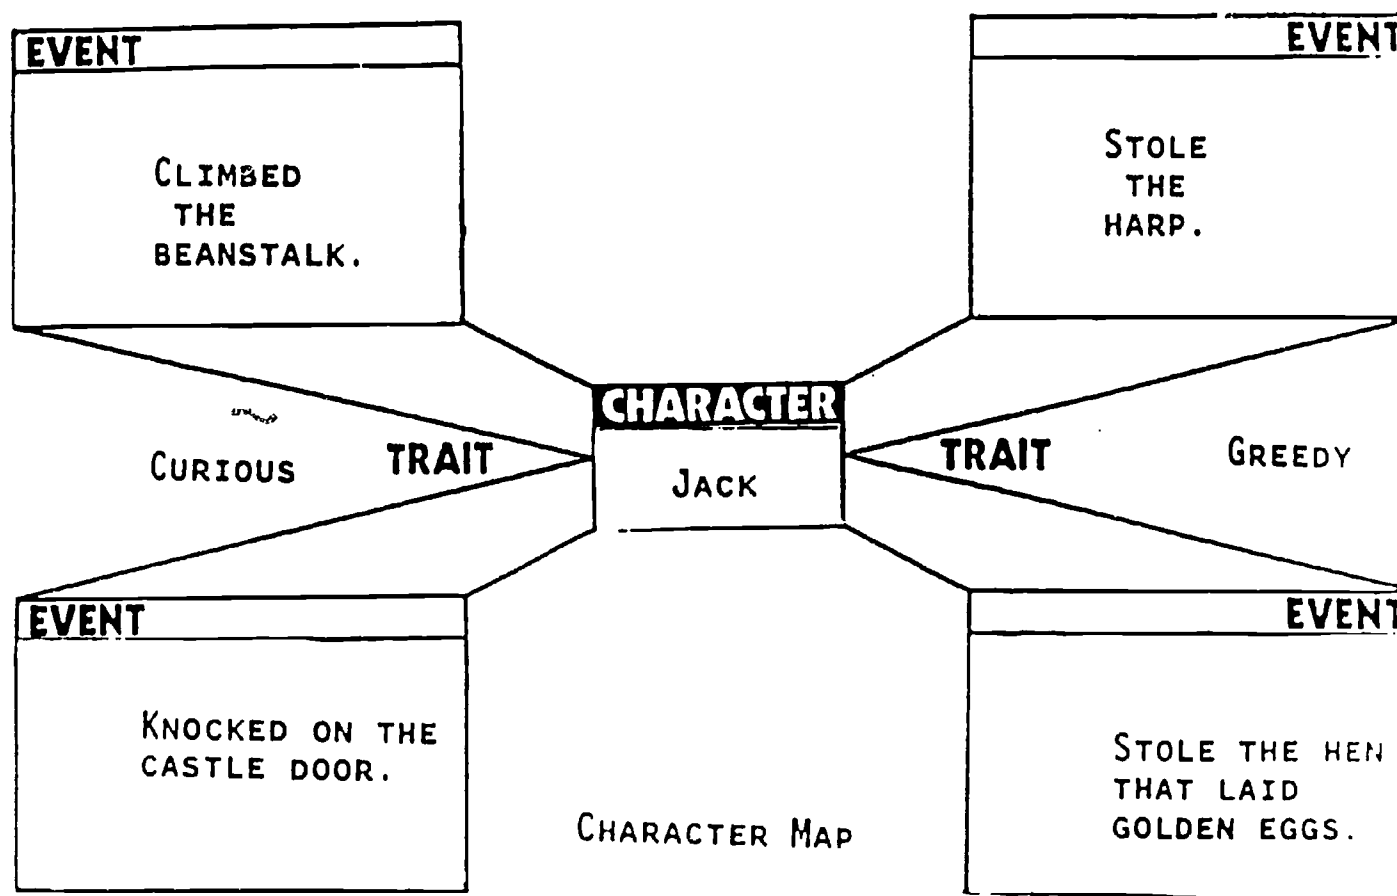 EVENT
CLIMBED
THE
BEANSTALK.
EVENT
STOLE
THE
HARP.
CHARACTER
JACK
CURIOUS TRAIT
TRAIT GREEDY
EVENT
KNOCKED ON THE
CASTLE DOOR.
EVENT
STOLE THE HEN
THAT LAID
GOLDEN EGGS.
CHARACTER MAP